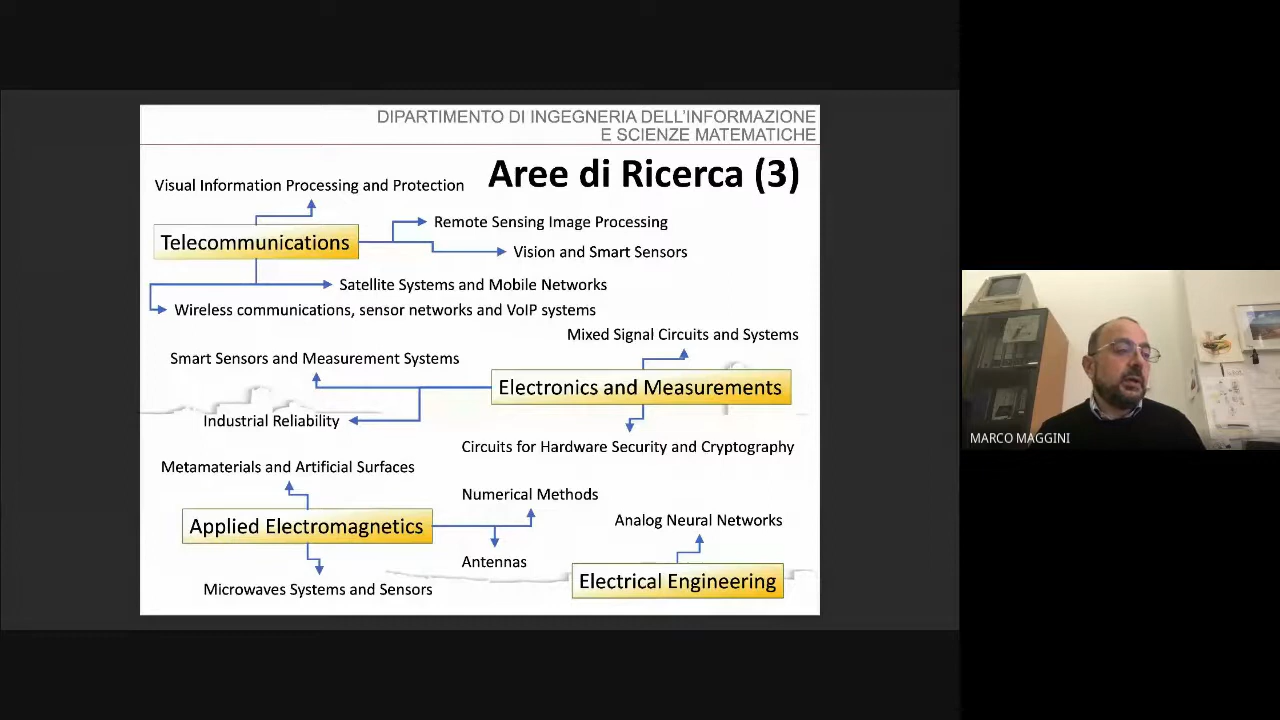 DIPARTIMENTO DI INGEGNERIA DELL'INFORMAZIONE
E SCIENZE MATEMATICHE
Aree di Ricerca (3)
Visual Information Processing and Protection
Remote Sensing Image Processing
Telecommunications
Vision and Smart Sensors
Satellite Systems and Mobile Networks
Wireless communications, sensor networks and VoIP systems
Mixed Signal Circuits and Systems
Smart Sensors and Measurement Systems
Electronics and Measurements
Industrial Reliability
Circuits for Hardware Security and Cryptography
Metamaterials and Artificial Surfaces
Numerical Methods
Analog Neural Networks
Applied Electromagnetics
Antennas
Electrical Engineering
Microwaves Systems and Sensors
MARCO MAGGINI